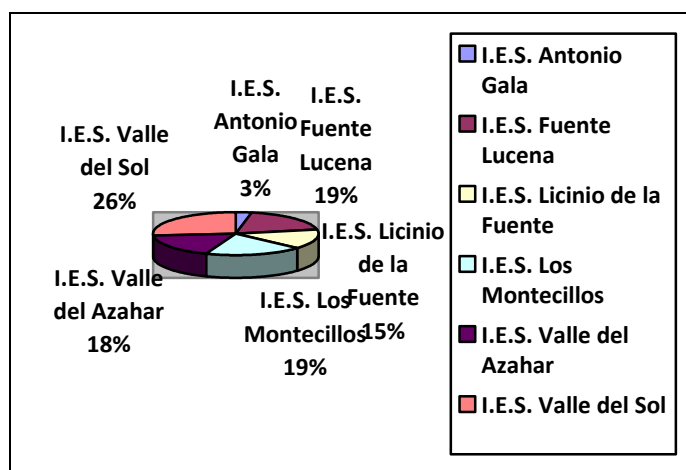 I.E.S.
Antonio
Gala
3%
I.E.S.
Fuente
Lucena
19%
I.E.S. Licinio
de la
Fuente
15%
I.E.S. Los
Montecillos
19%
I.E.S. Valle
del Azahar
18%
I.E.S. Valle
del Sol
26%
I.E.S. Antonio
Gala
I.E.S. Fuente
Lucena
I.E.S. Licinio de la
Fuente
I.E.S. Los
Montecillos
I.E.S. Valle del
Azahar
I.E.S. Valle del Sol